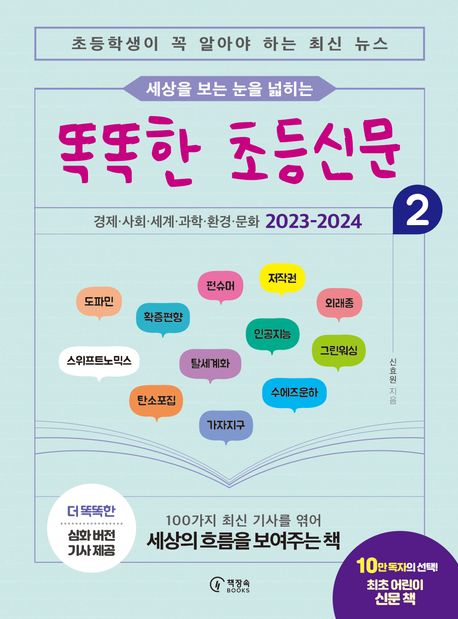 초등학생이 꼭 알아야 하는 최신 뉴스
세상을 보는 눈을 넓히는
똑똑한 초등신문
2
경제·사회·세계·과학·환경·문화 2023-2024
도파민
확증편향
펀슈머
저작권
외래종
스위프트노믹스
탈세계화
인공지능
그린워싱
탄소포집
수에즈운하
가자지구
신효원 지음
더 똑똑한
심화 버전
기사 제공
100가지 최신 기사를 엮어
세상의 흐름을 보여주는 책
10만 독자의 선택!
최초 어린이
신문 책
책장속
BOOKS